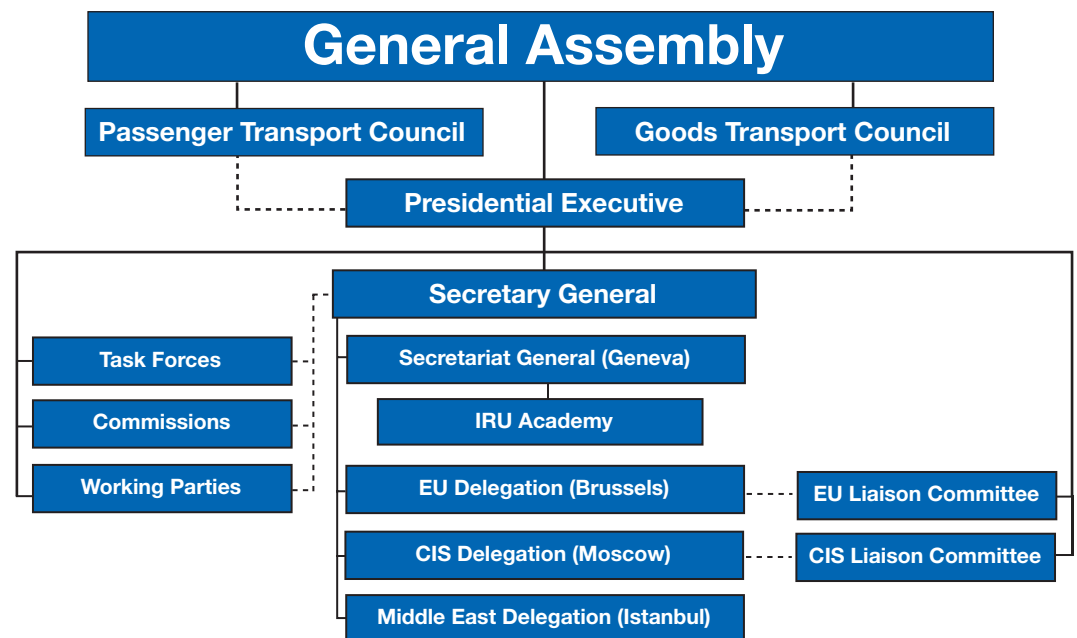 General Assembly
Passenger Transport Council
Goods Transport Council
Presidential Executive
Secretary General
Task Forces
Secretariat General (Geneva)
Commissions
IRU Academy
Working Parties
EU Delegation (Brussels)
EU Liaison Committee
CIS Delegation (Moscow)
CIS Liaison Committee
Middle East Delegation (Istanbul)